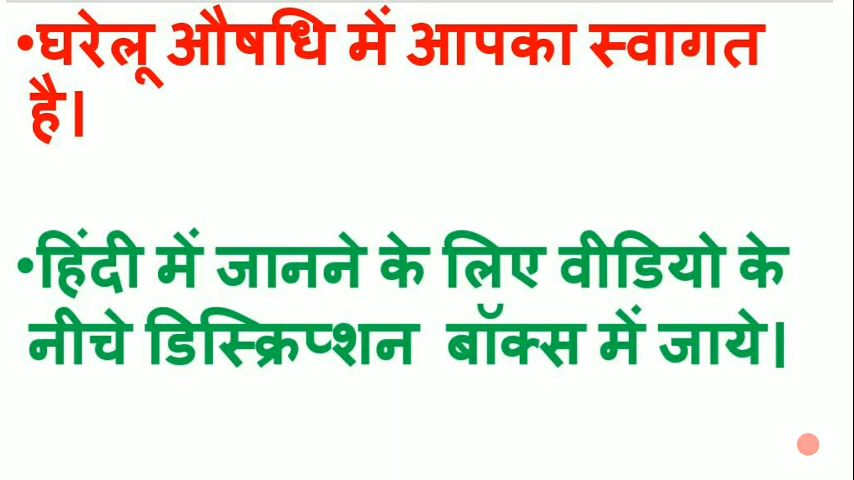 •घरेलू औषधि में आपका स्वागत
है।
•हिंदी में जानने के लिए वीडियो के
नीचे डिस्क्रिप्शन बॉक्स में जाये।